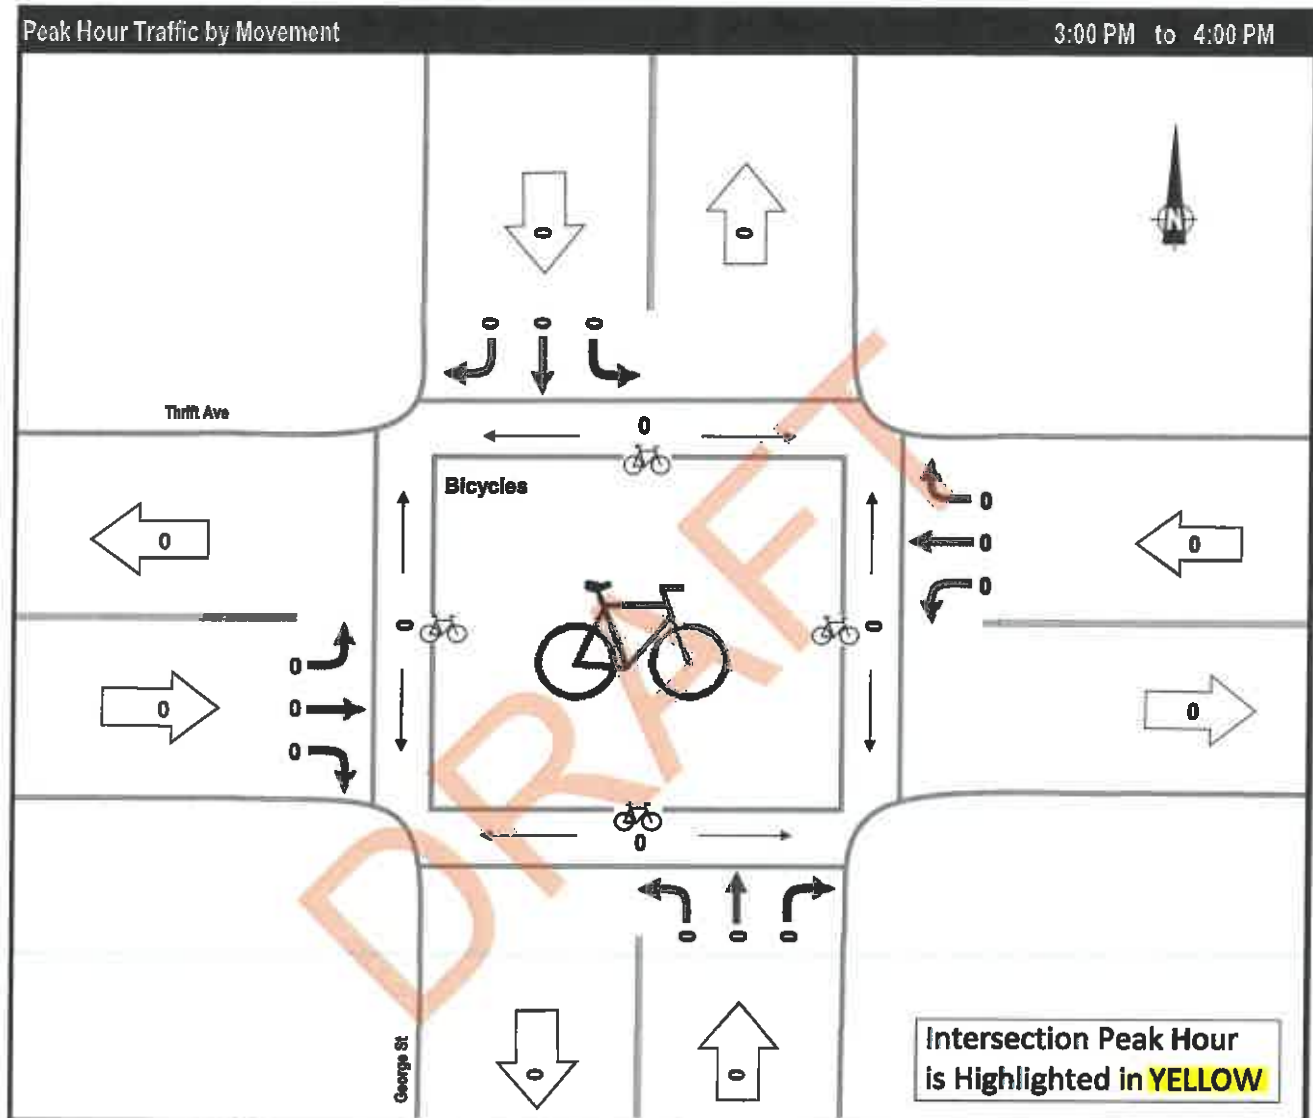 Peak Hour Traffic by Movement 3:00 PM to 4:00 PM
N
0 0
0 0 0
Thrift Ave
0
Bicycles
0
0
0 0 0
0
0 0
0
0 0
0
0
0
0 0 0
George St
0 0
Intersection Peak Hour
is Highlighted in YELLOW
DRAFT